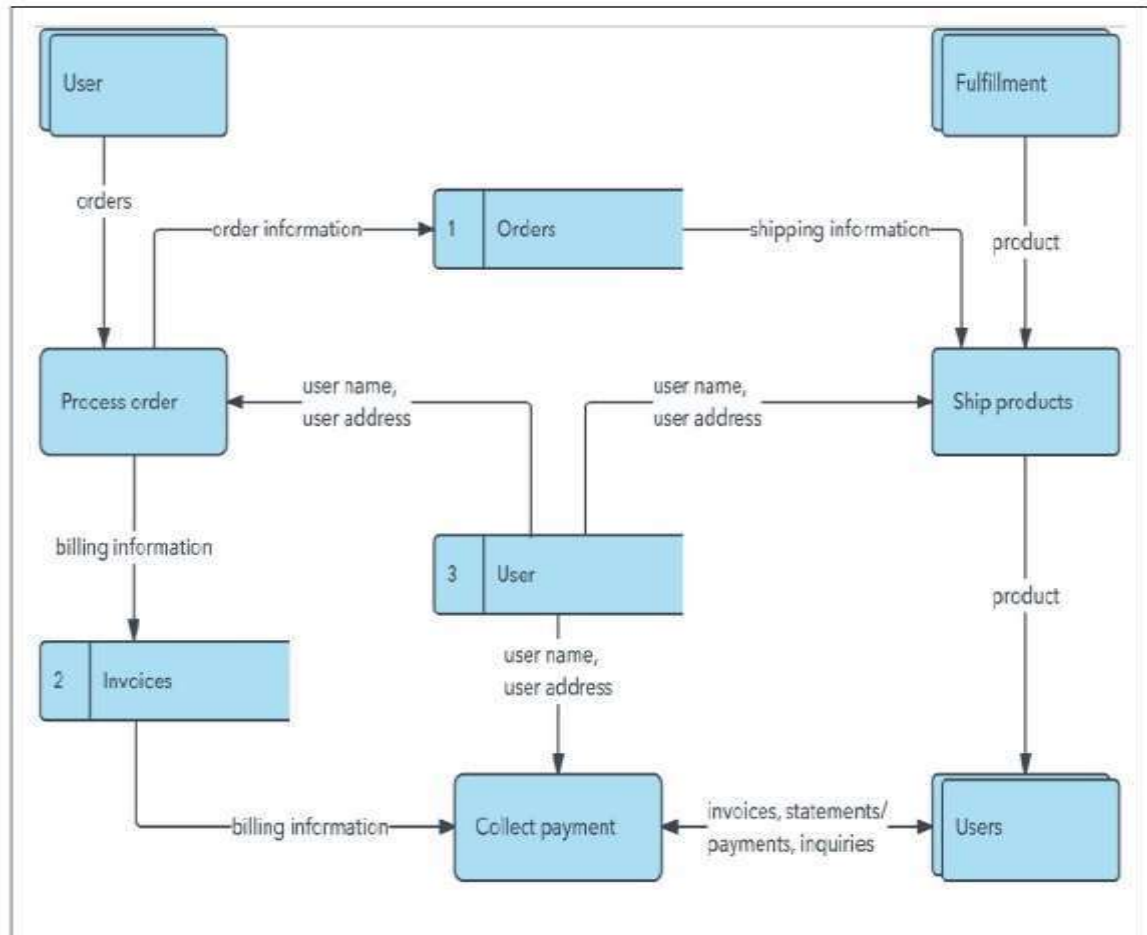 User
Fulfillment
orders
order information
1 Orders
shipping information
product
Process order
user name,
user address
user name,
user address
Ship products
billing information
3 User
product
2 Invoices
user name,
user address
billing information
Collect payment
invoices, statements/
payments, inquiries
Users